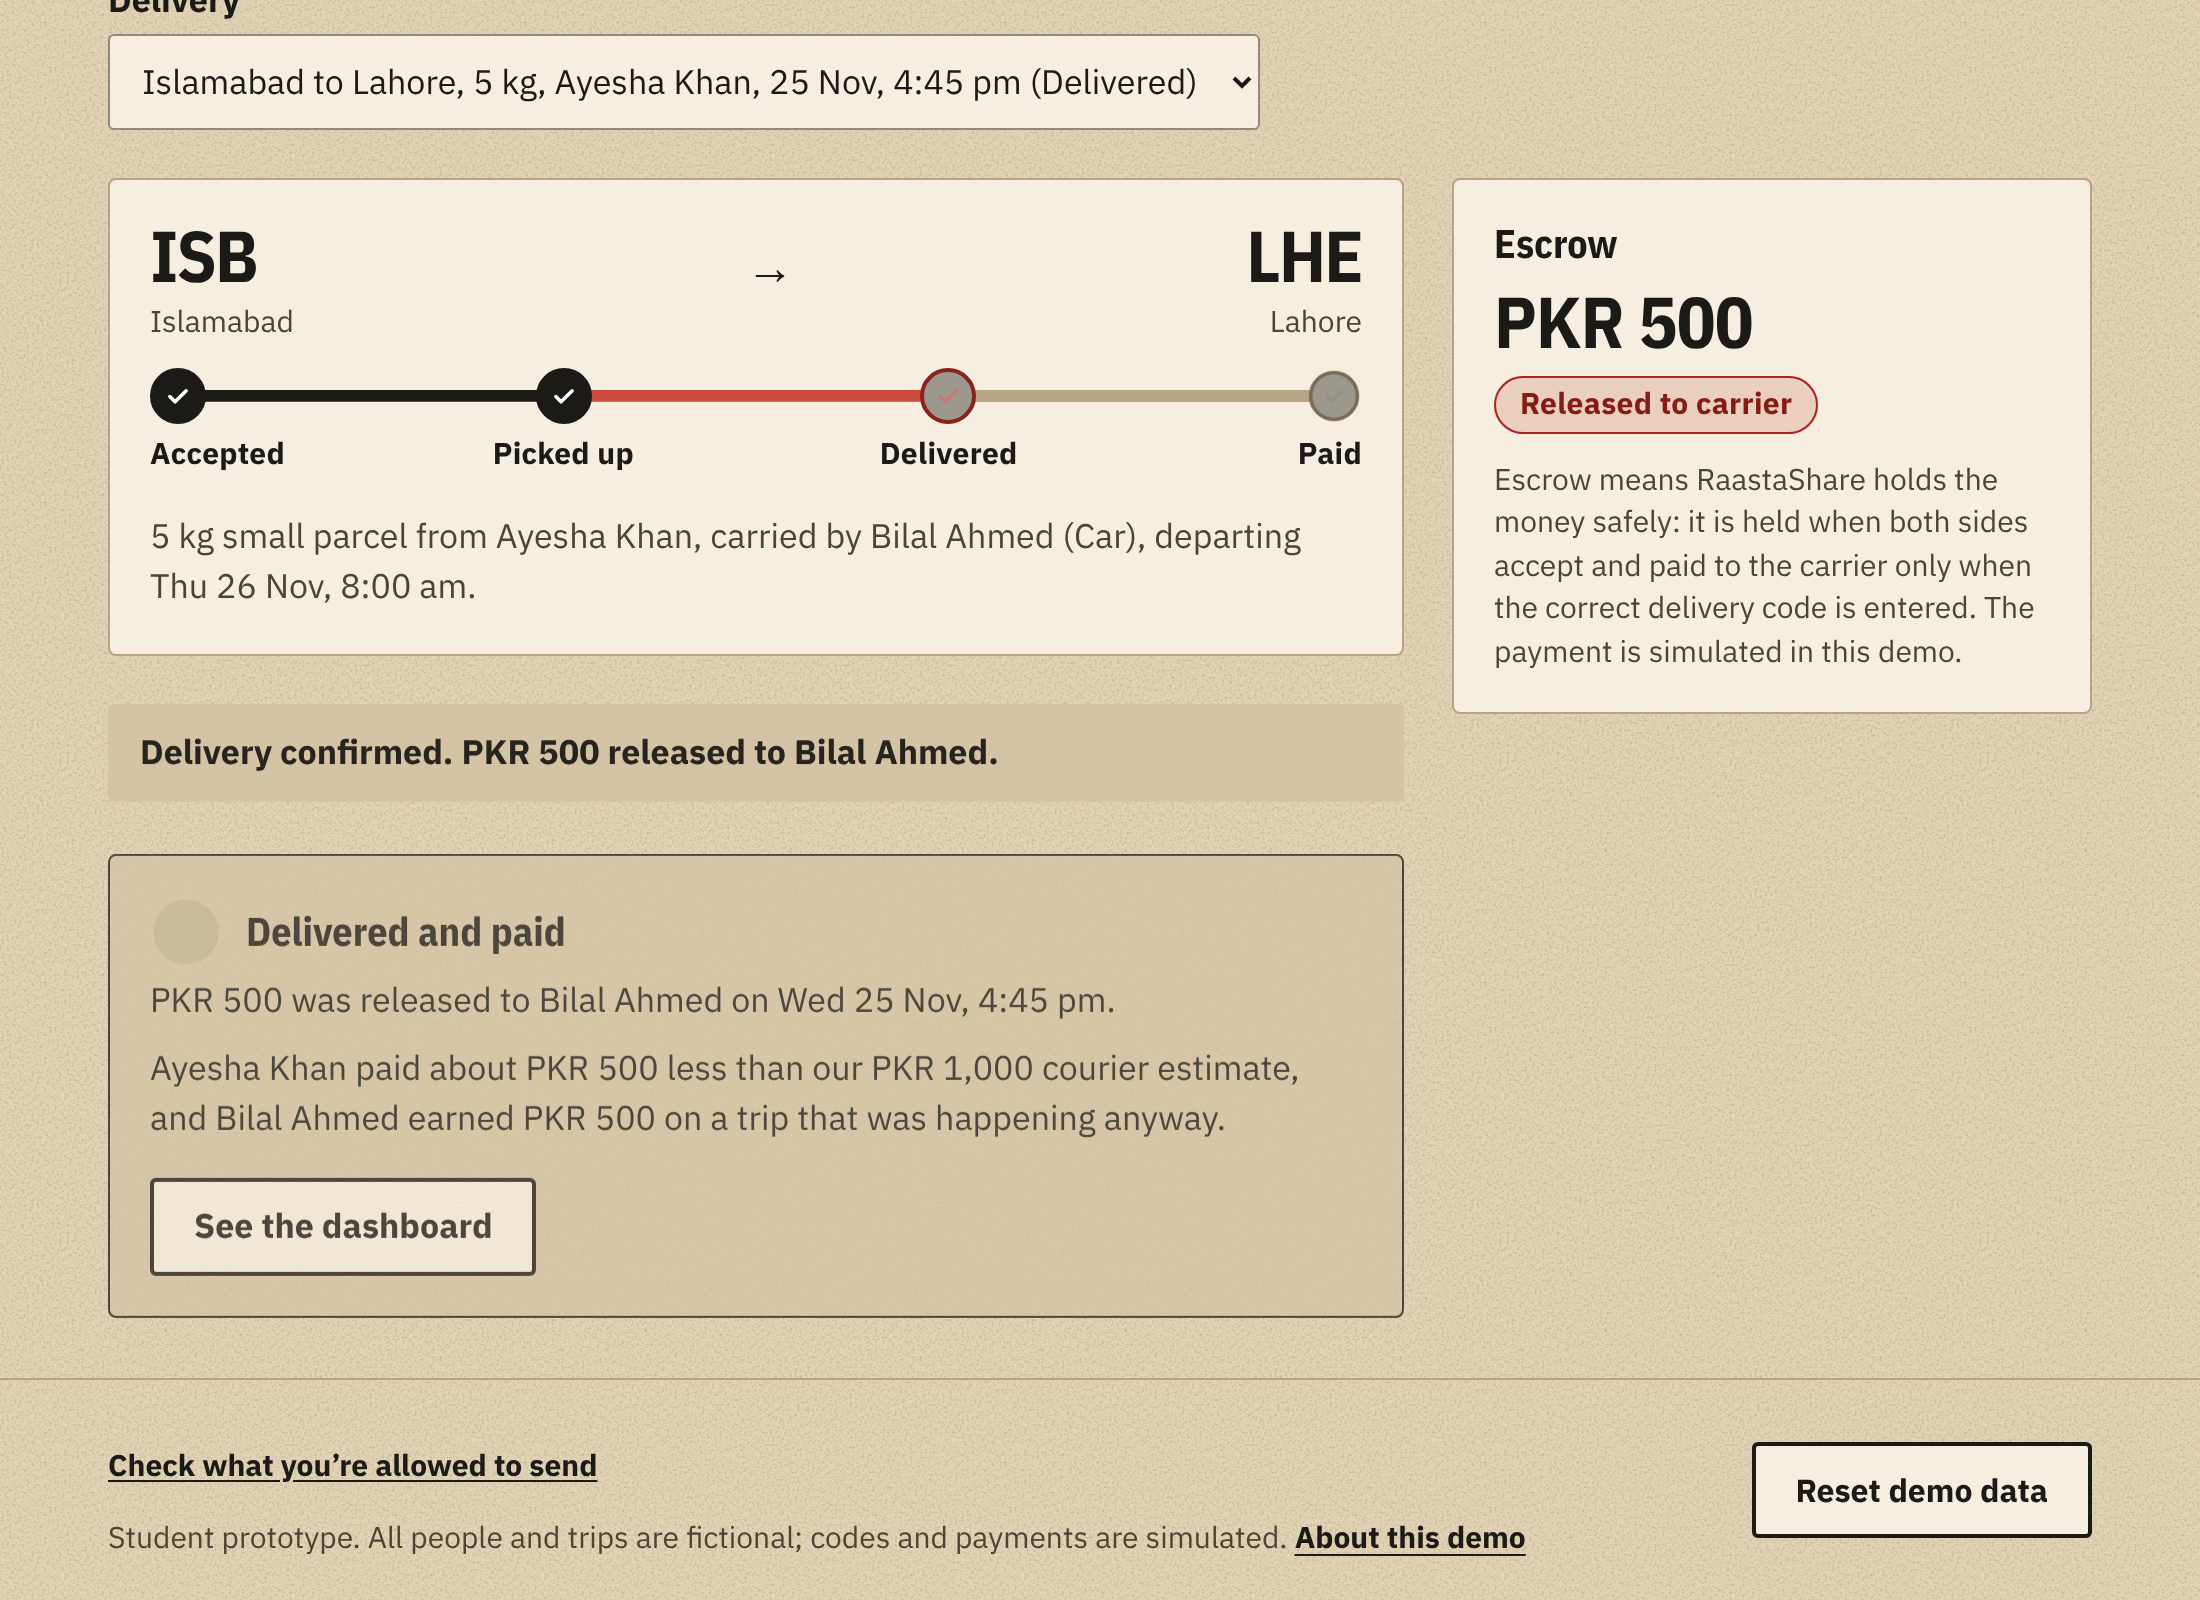 Delivery
Islamabad to Lahore, 5 kg, Ayesha Khan, 25 Nov, 4:45 pm (Delivered)
ISB → LHE
Islamabad Lahore
Accepted Picked up Delivered Paid
5 kg small parcel from Ayesha Khan, carried by Bilal Ahmed (Car), departing
Thu 26 Nov, 8:00 am.
Escrow
PKR 500
Released to carrier
Escrow means RaastaShare holds the
money safely: it is held when both sides
accept and paid to the carrier only when
the correct delivery code is entered. The
payment is simulated in this demo.
Delivery confirmed. PKR 500 released to Bilal Ahmed.
Delivered and paid
PKR 500 was released to Bilal Ahmed on Wed 25 Nov, 4:45 pm.
Ayesha Khan paid about PKR 500 less than our PKR 1,000 courier estimate,
and Bilal Ahmed earned PKR 500 on a trip that was happening anyway.
See the dashboard
Check what you’re allowed to send
Student prototype. All people and trips are fictional; codes and payments are simulated. About this demo
Reset demo data